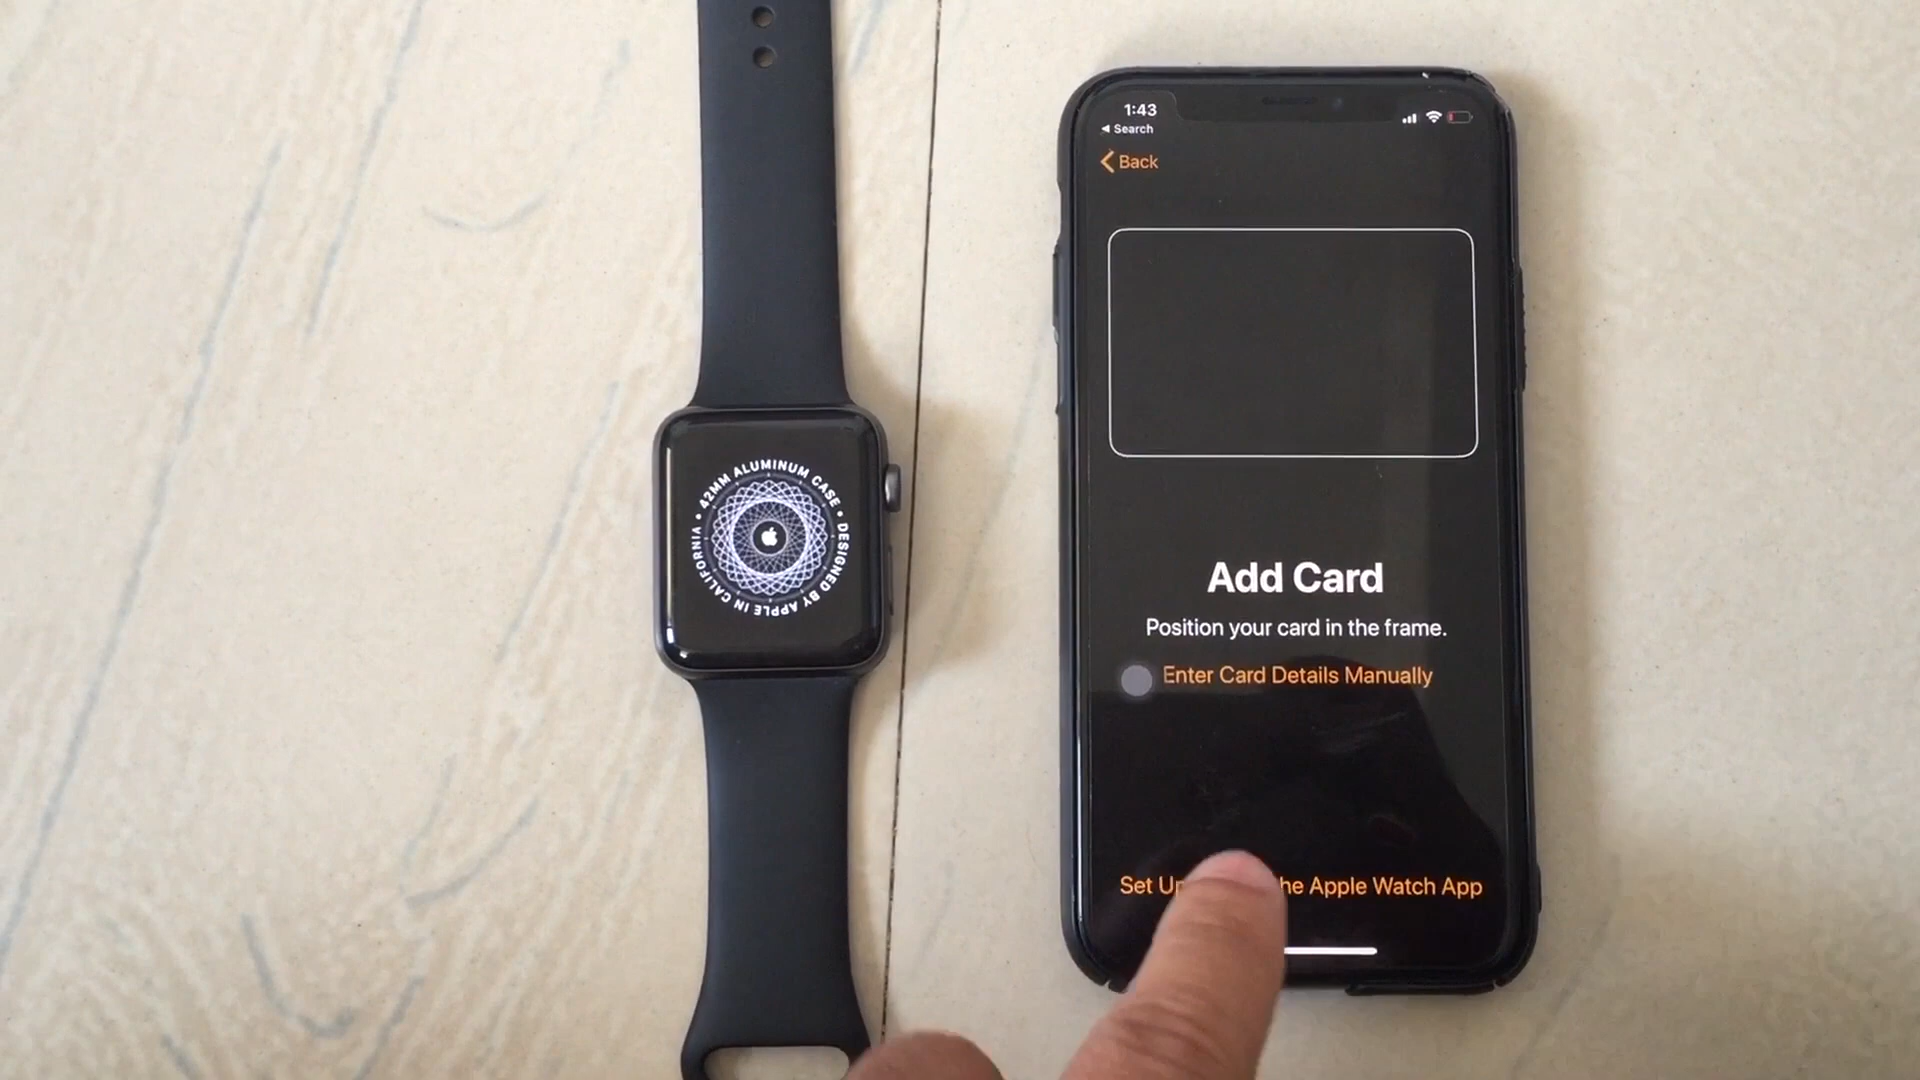 42MM ALUMINUM CASE • DESIGNED BY APPLE IN CALIFORNIA •
1:43
Search
Back
Add Card
Position your card in the frame.
Enter Card Details Manually
Set Up he Apple Watch App